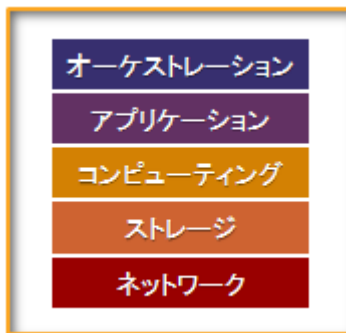 オーケストレーション
アプリケーション
コンピューティング
ストレージ
ネットワーク